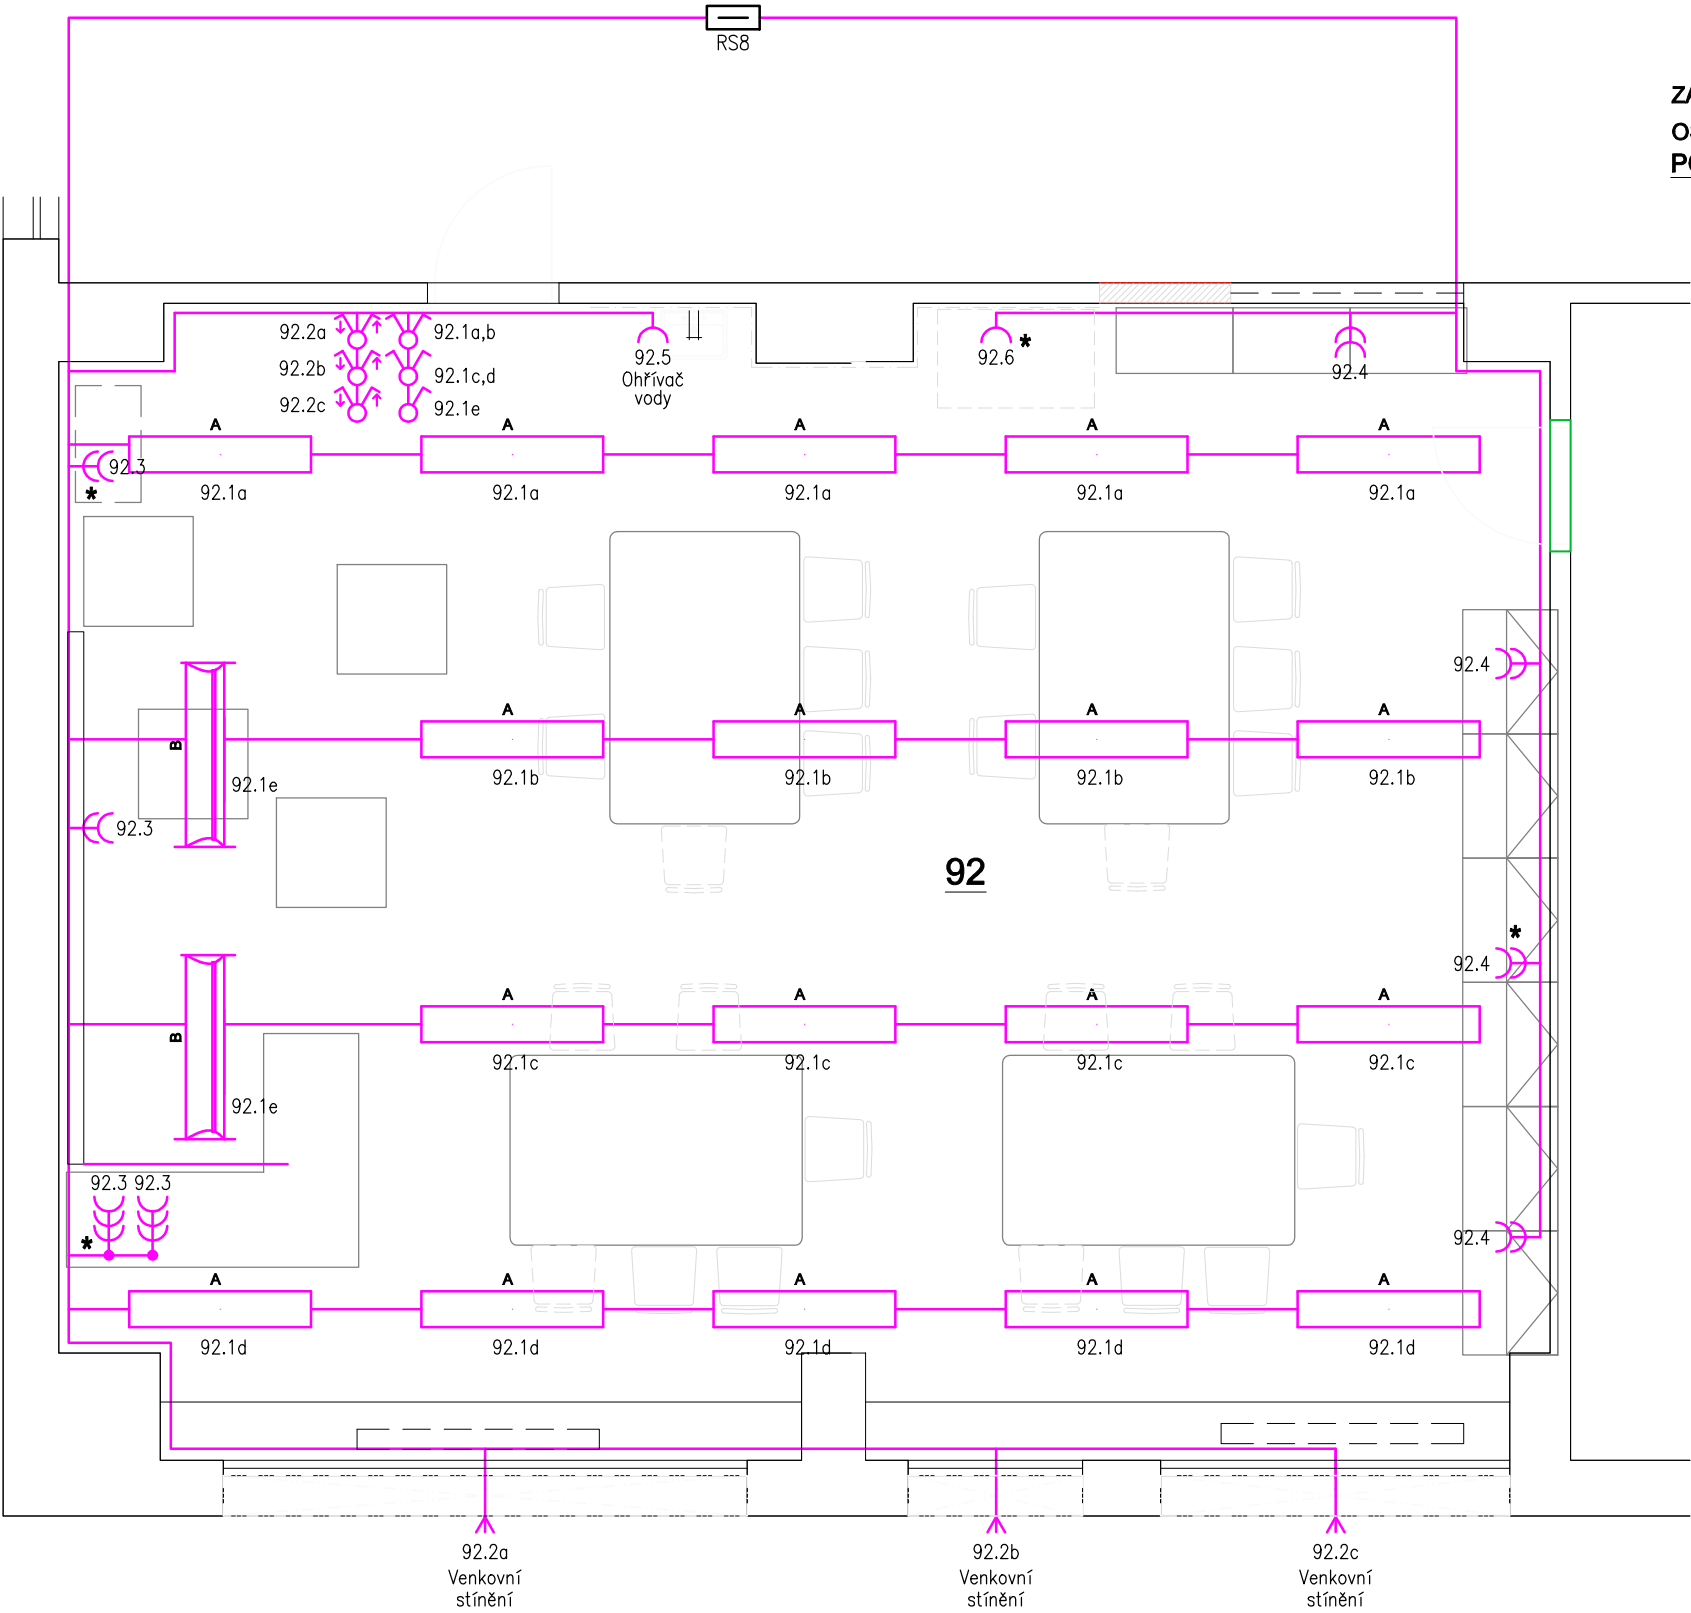 RS8
92.2a
92.1a,b
92.2b
92.1c,d
92.2c
92.1e
92.5
Ohřívač
vody
92.6
*
92.4
A
A
A
A
A
92.3
*
92.1a
92.1a
92.1a
92.1a
92.1a
92.4
A
A
A
A
B
92.1e
92.1b
92.1b
92.1b
92.1b
92.3
92
*
92.4
A
A
A
A
B
92.1e
92.1c
92.1c
92.1c
92.1c
92.3 92.3
*
92.4
A
A
A
A
A
92.1d
92.1d
92.1d
92.1d
92.1d
92.2a
Venkovní
stínění
92.2b
Venkovní
stínění
92.2c
Venkovní
stínění